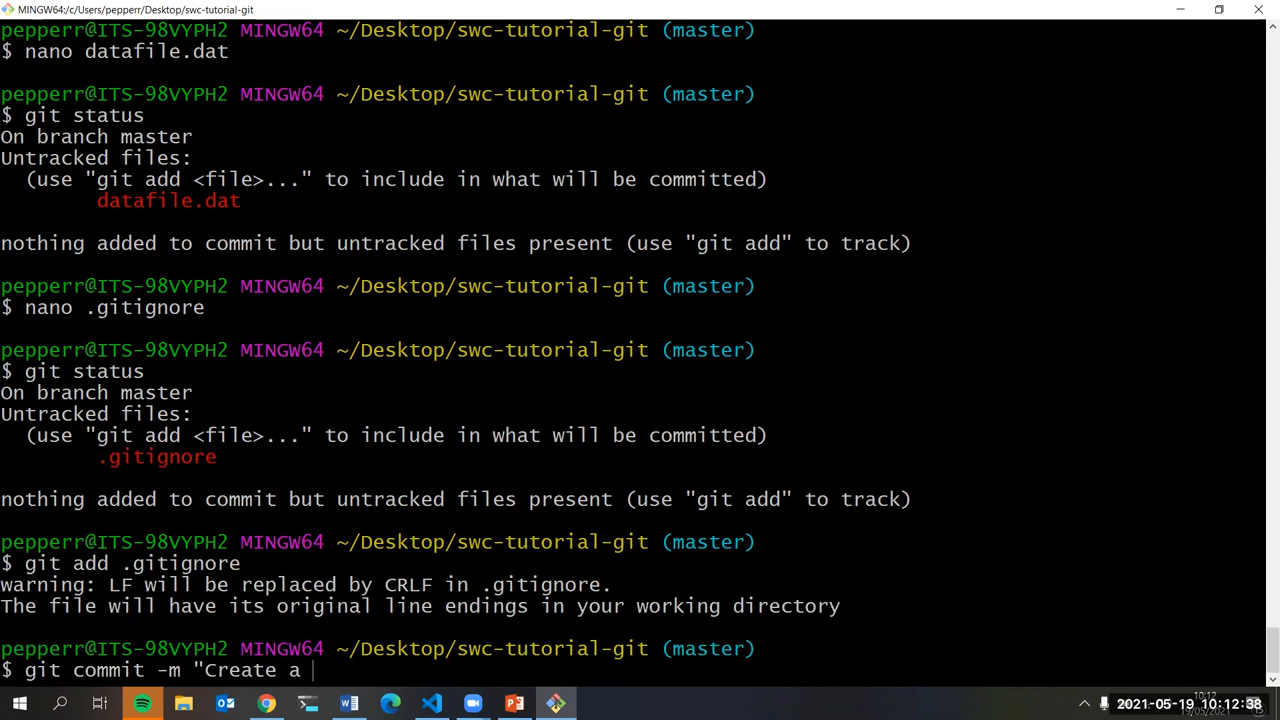 MINGW64:/c/Users/pepperr/Desktop/swc-tutorial-git
pepperr@ITS-98VYPH2 MINGW64 ~/Desktop/swc-tutorial-git (master)
$ nano datafile.dat
pepperr@ITS-98VYPH2 MINGW64 ~/Desktop/swc-tutorial-git (master)
$ git status
On branch master
Untracked files:
(use "git add <file>..." to include in what will be committed)
datafile.dat
nothing added to commit but untracked files present (use "git add" to track)
pepperr@ITS-98VYPH2 MINGW64 ~/Desktop/swc-tutorial-git (master)
$ nano .gitignore
pepperr@ITS-98VYPH2 MINGW64 ~/Desktop/swc-tutorial-git (master)
$ git status
On branch master
Untracked files:
(use "git add <file>..." to include in what will be committed)
.gitignore
nothing added to commit but untracked files present (use "git add" to track)
pepperr@ITS-98VYPH2 MINGW64 ~/Desktop/swc-tutorial-git (master)
$ git add .gitignore
warning: LF will be replaced by CRLF in .gitignore.
The file will have its original line endings in your working directory
pepperr@ITS-98VYPH2 MINGW64 ~/Desktop/swc-tutorial-git (master)
$ git commit -m "Create a
10:12
2021-05-19 10:12:38
19/05/2021